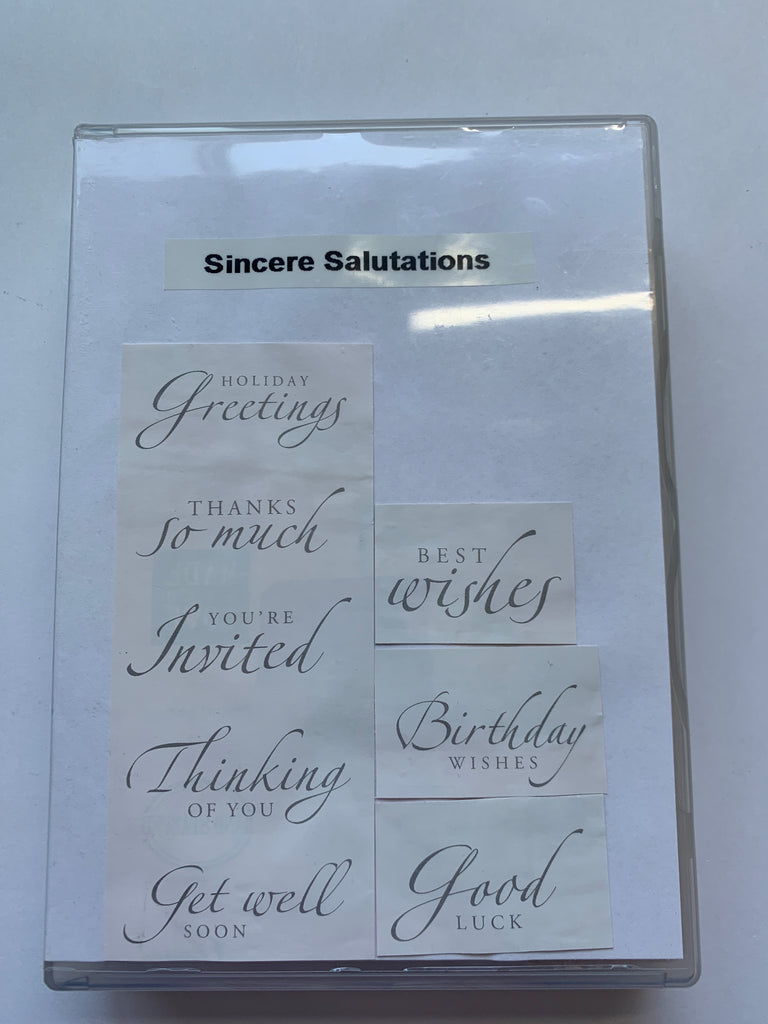 Sincere Salutations
HOLIDAY
Greetings
THANKS
so much
YOU'RE
Invited
Thinking
OF YOU
Get well
SOON
BEST
wishes
Birthday
WISHES
Good
LUCK